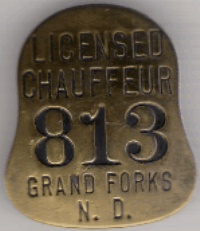 LICENSED
CHAUFFEUR
813
GRAND FORKS
N. D.